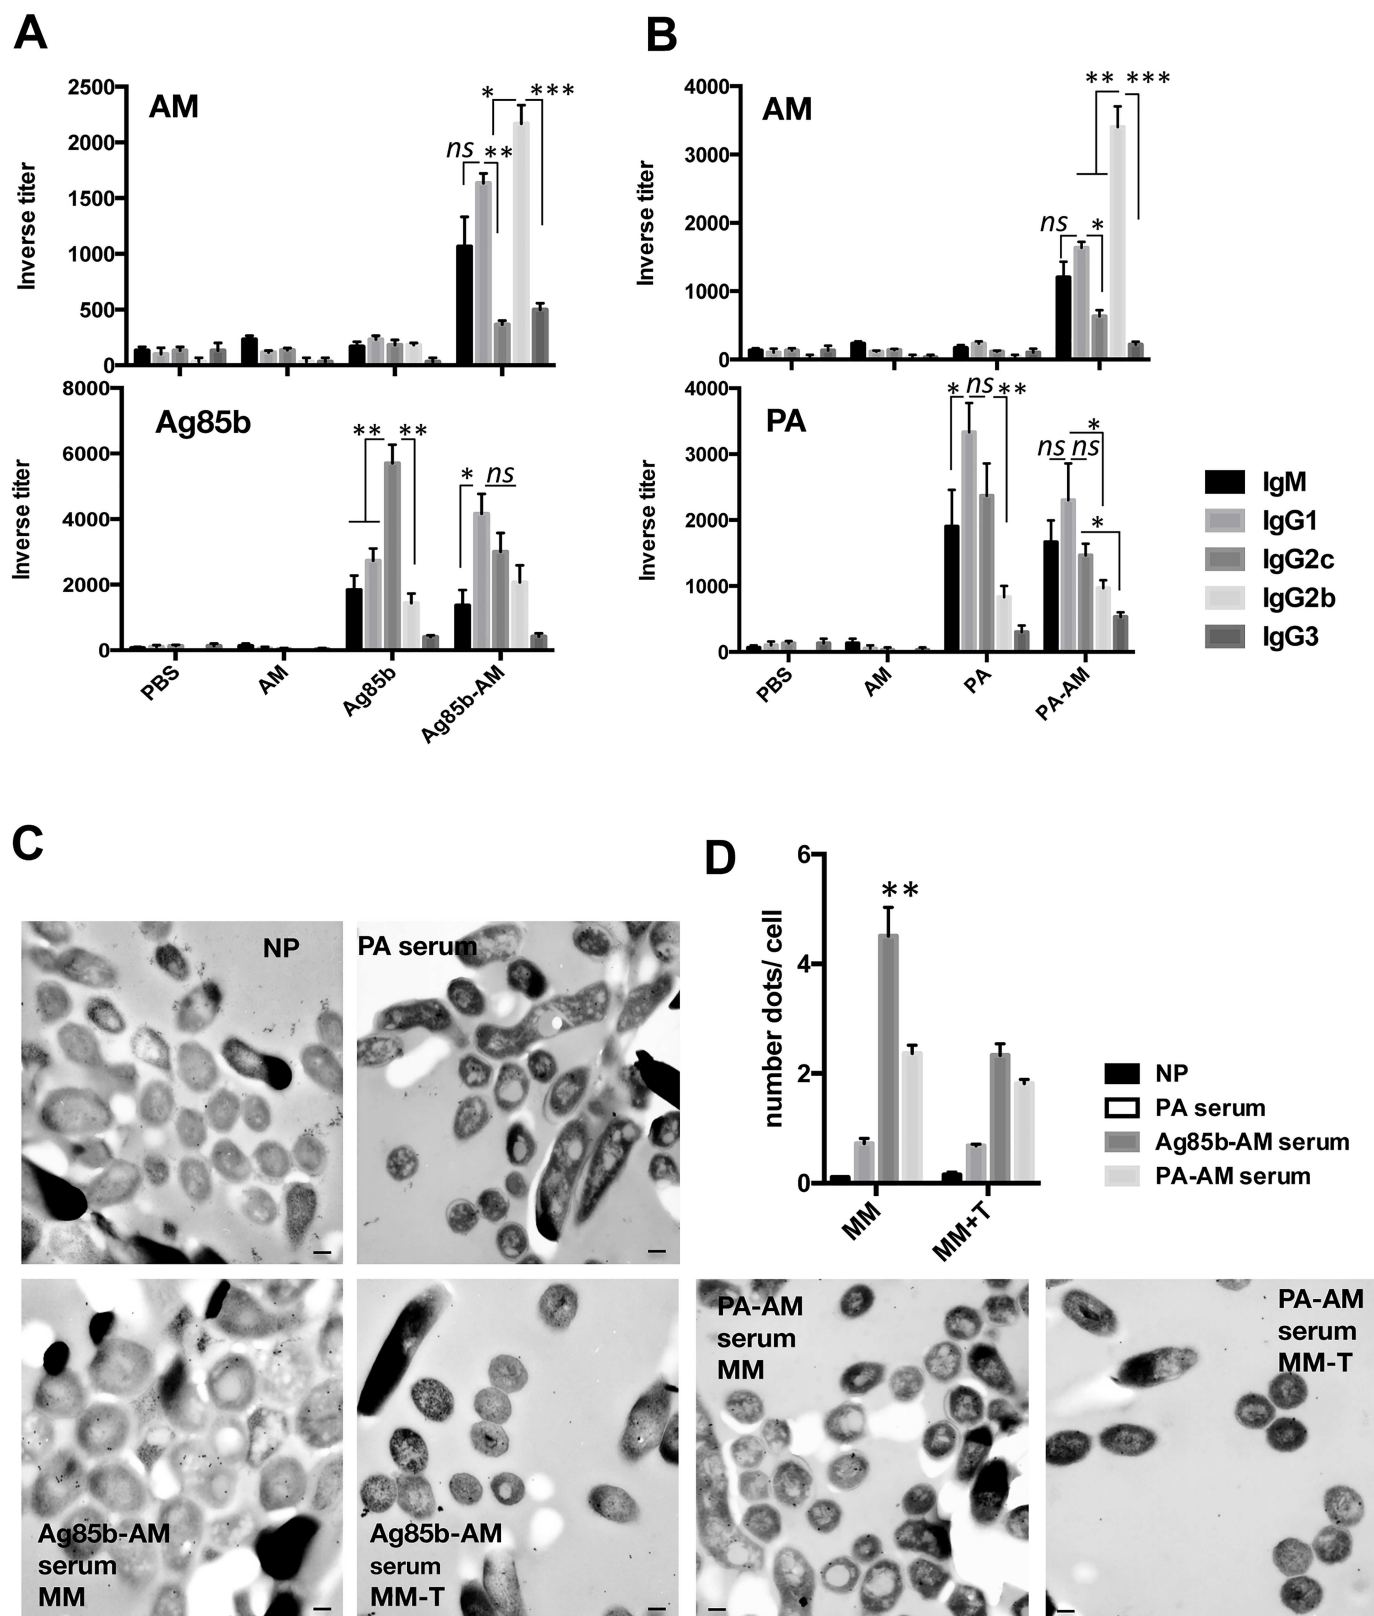 A
2500
2000
1500
1000
500
0
Inverse titer
AM
ns
**
*
***
8000
6000
4000
2000
0
Inverse titer
Ag85b
**
**
*
ns
PBS
AM
Ag85b
Ag85b-AM
B
4000
3000
2000
1000
0
Inverse titer
AM
ns
*
**
***
4000
3000
2000
1000
0
Inverse titer
PA
*
ns
**
ns
ns
*
*
PBS
AM
PA
PA-AM
IgM
IgG1
IgG2c
IgG2b
IgG3
C
NP
PA serum
Ag85b-AM
serum
MM
Ag85b-AM
serum
MM-T
PA-AM
serum
MM
PA-AM
serum
MM-T
D
6
4
2
0
number dots/ cell
**
MM
MM+T
NP
PA serum
Ag85b-AM serum
PA-AM serum